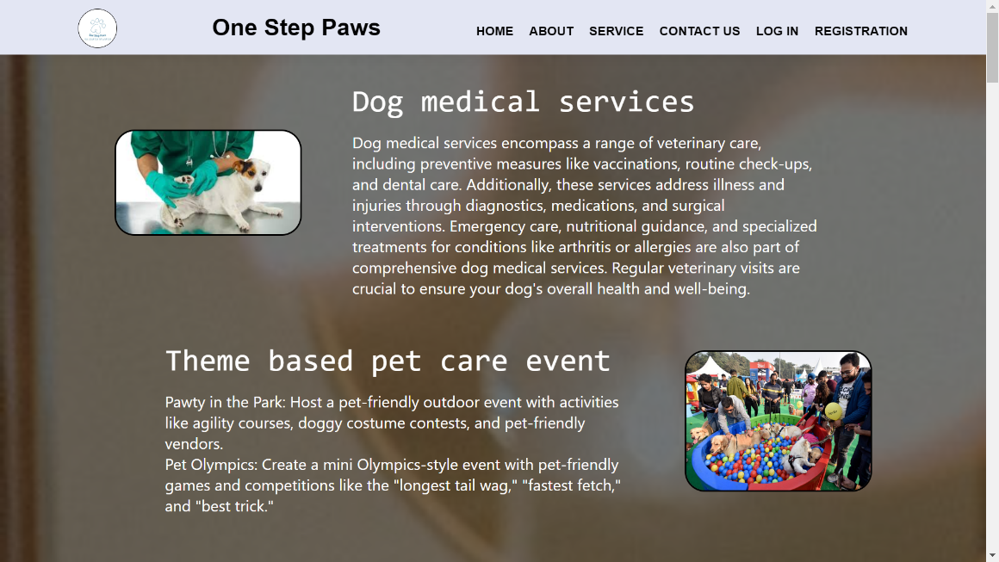 One Step Paws
HOME ABOUT SERVICE CONTACT US LOG IN REGISTRATION
Dog medical services
Dog medical services encompass a range of veterinary care,
including preventive measures like vaccinations, routine check-ups,
and dental care. Additionally, these services address illness and
injuries through diagnostics, medications, and surgical
interventions. Emergency care, nutritional guidance, and specialized
treatments for conditions like arthritis or allergies are also part of
comprehensive dog medical services. Regular veterinary visits are
crucial to ensure your dog's overall health and well-being.
Theme based pet care event
Pawty in the Park: Host a pet-friendly outdoor event with activities
like agility courses, doggy costume contests, and pet-friendly
vendors.
Pet Olympics: Create a mini Olympics-style event with pet-friendly
games and competitions like the "longest tail wag," "fastest fetch,"
and "best trick."